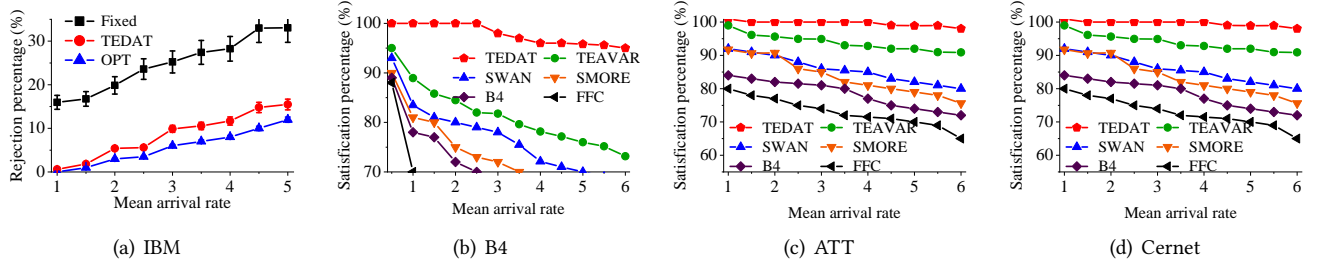 Rejection percentage (%)
30
20
10
0
Fixed
TEDAT
OPT
1 2 3 4 5
Mean arrival rate
(a) IBM
Satisfication percentage (%)
100
90
80
70
TEDAT TEAVAR
SWAN SMORE
B4 FFC
1 2 3 4 5 6
Mean arrival rate
(b) B4
Satisfication percentage (%)
100
90
80
70
60
TEDAT TEAVAR
SWAN SMORE
B4 FFC
1 2 3 4 5 6
Mean arrival rate
(c) ATT
Satisfication percentage (%)
100
90
80
70
60
TEDAT TEAVAR
SWAN SMORE
B4 FFC
1 2 3 4 5 6
Mean arrival rate
(d) Cernet